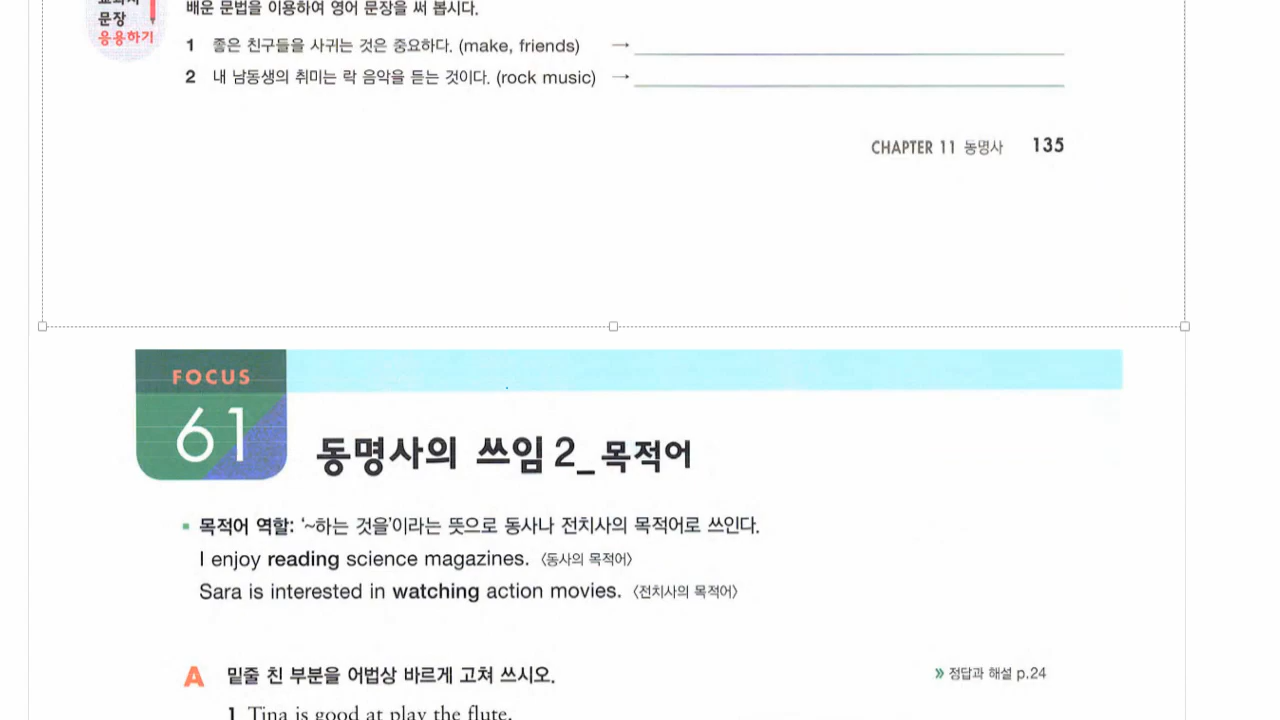 배운 문법을 이용하여 영어 문장을 써 봅시다.
문장
응용하기
1 좋은 친구들을 사귀는 것은 중요하다. (make, friends) →
2 내 남동생의 취미는 락 음악을 듣는 것이다. (rock music) →
CHAPTER 11 동명사 135
FOCUS
61
동명사의 쓰임 2_목적어
목적어 역할: '~하는 것을'이라는 뜻으로 동사나 전치사의 목적어로 쓰인다.
I enjoy reading science magazines. 〈동사의 목적어〉
Sara is interested in watching action movies. 〈전치사의 목적어〉
A 밑줄 친 부분을 어법상 바르게 고쳐 쓰시오.
» 정답과 해설 p.24
1 Tina is good at play the flute.